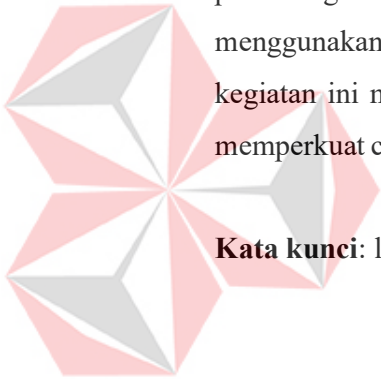 menggunakan
kegiatan ini
memperkuat
Kata kunci: